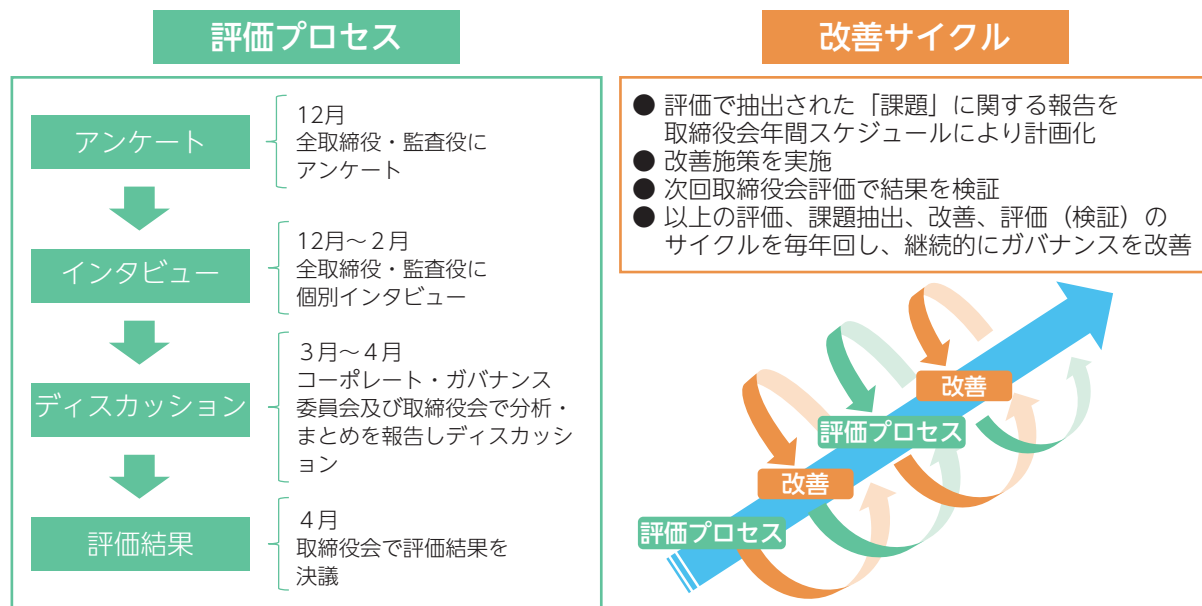 評価プロセス
アンケート
12月
全取締役・監査役に
アンケート
インタビュー
12月～２月
全取締役・監査役に
個別インタビュー
ディスカッション
３月～４月
コーポレート・ガバナンス
委員会及び取締役会で分析・
まとめを報告しディスカッシ
ョン
評価結果
４月
取締役会で評価結果を
決議
改善サイクル
● 評価で抽出された「課題」に関する報告を
取締役会年間スケジュールにより計画化
● 改善施策を実施
● 次回取締役会評価で結果を検証
● 以上の評価、課題抽出、改善、評価（検証）の
サイクルを毎年回し、継続的にガバナンスを改善
改善
評価プロセス
改善
評価プロセス